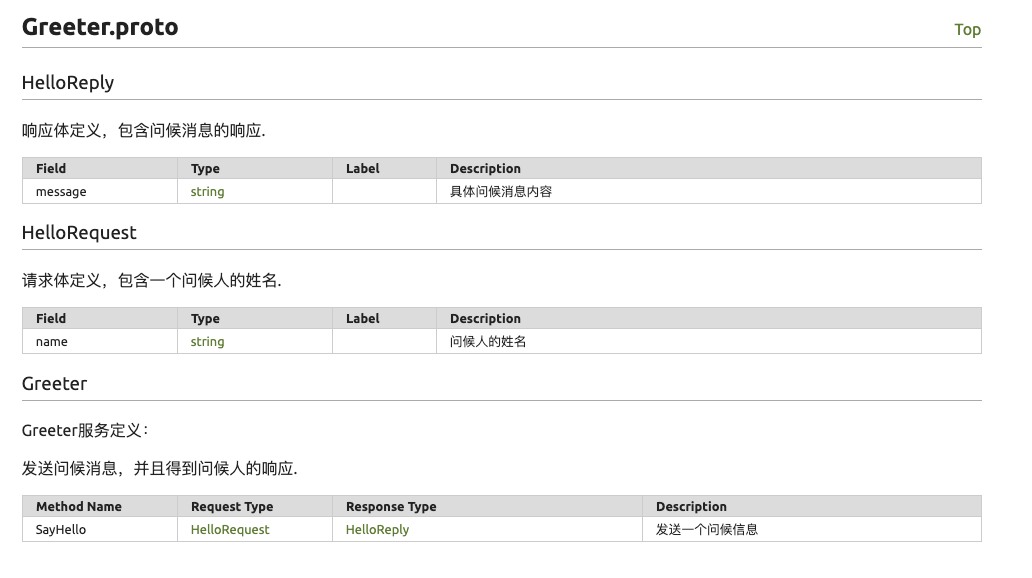 Greeter.proto Top
HelloReply
响应体定义，包含问候消息的响应.
Field Type Label Description
message string 具体问候消息内容
HelloRequest
请求体定义，包含一个问候人的姓名.
Field Type Label Description
name string 问候人的姓名
Greeter
Greeter服务定义：
发送问候消息，并且得到问候人的响应.
Method Name Request Type Response Type Description
SayHello HelloRequest HelloReply 发送一个问候信息